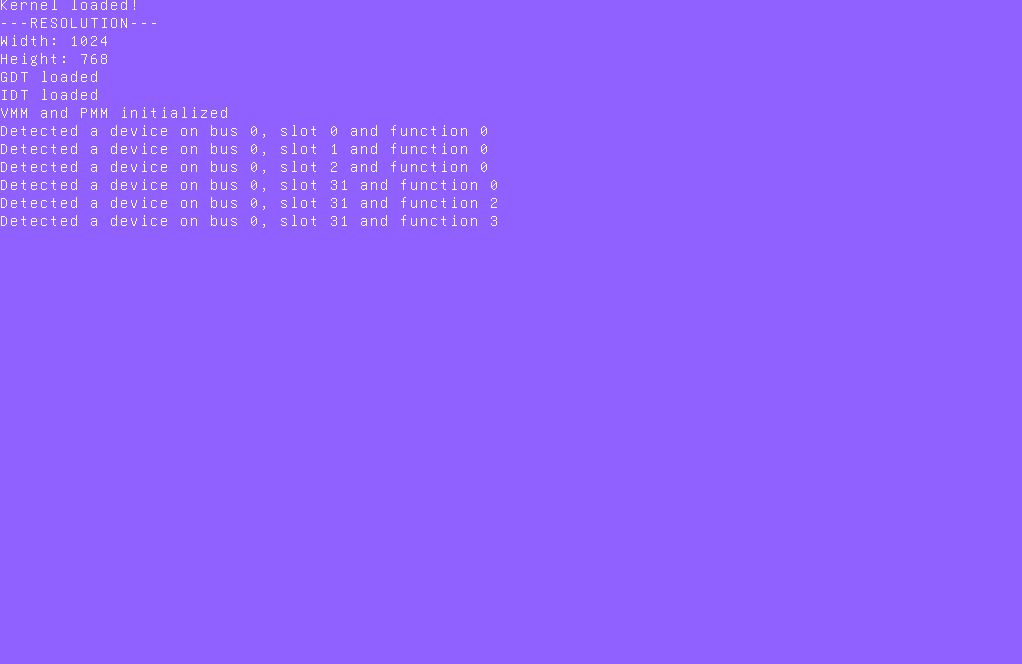 Kernel loaded!
---RESOLUTION---
Width: 1024
Height: 768
GDT loaded
IDT loaded
VMM and PMM initialized
Detected a device on bus 0, slot 0 and function 0
Detected a device on bus 0, slot 1 and function 0
Detected a device on bus 0, slot 2 and function 0
Detected a device on bus 0, slot 31 and function 0
Detected a device on bus 0, slot 31 and function 2
Detected a device on bus 0, slot 31 and function 3